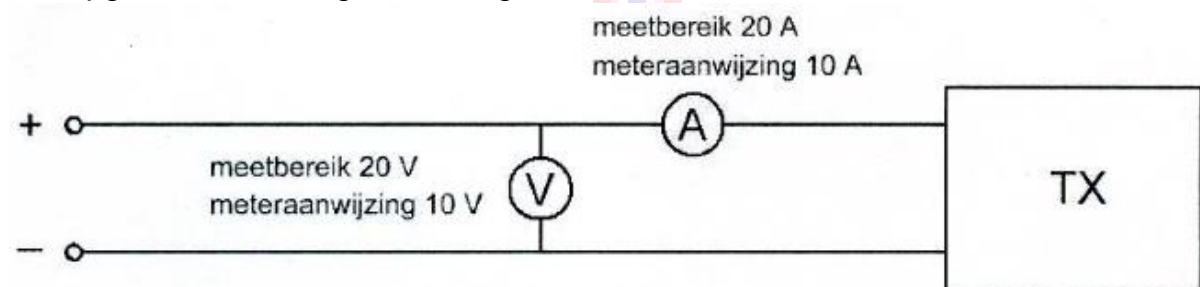 meetbereik 20 A
meteraanwijzing 10 A
+
A
meetbereik 20 V
meteraanwijzing 10 V
V
TX
−